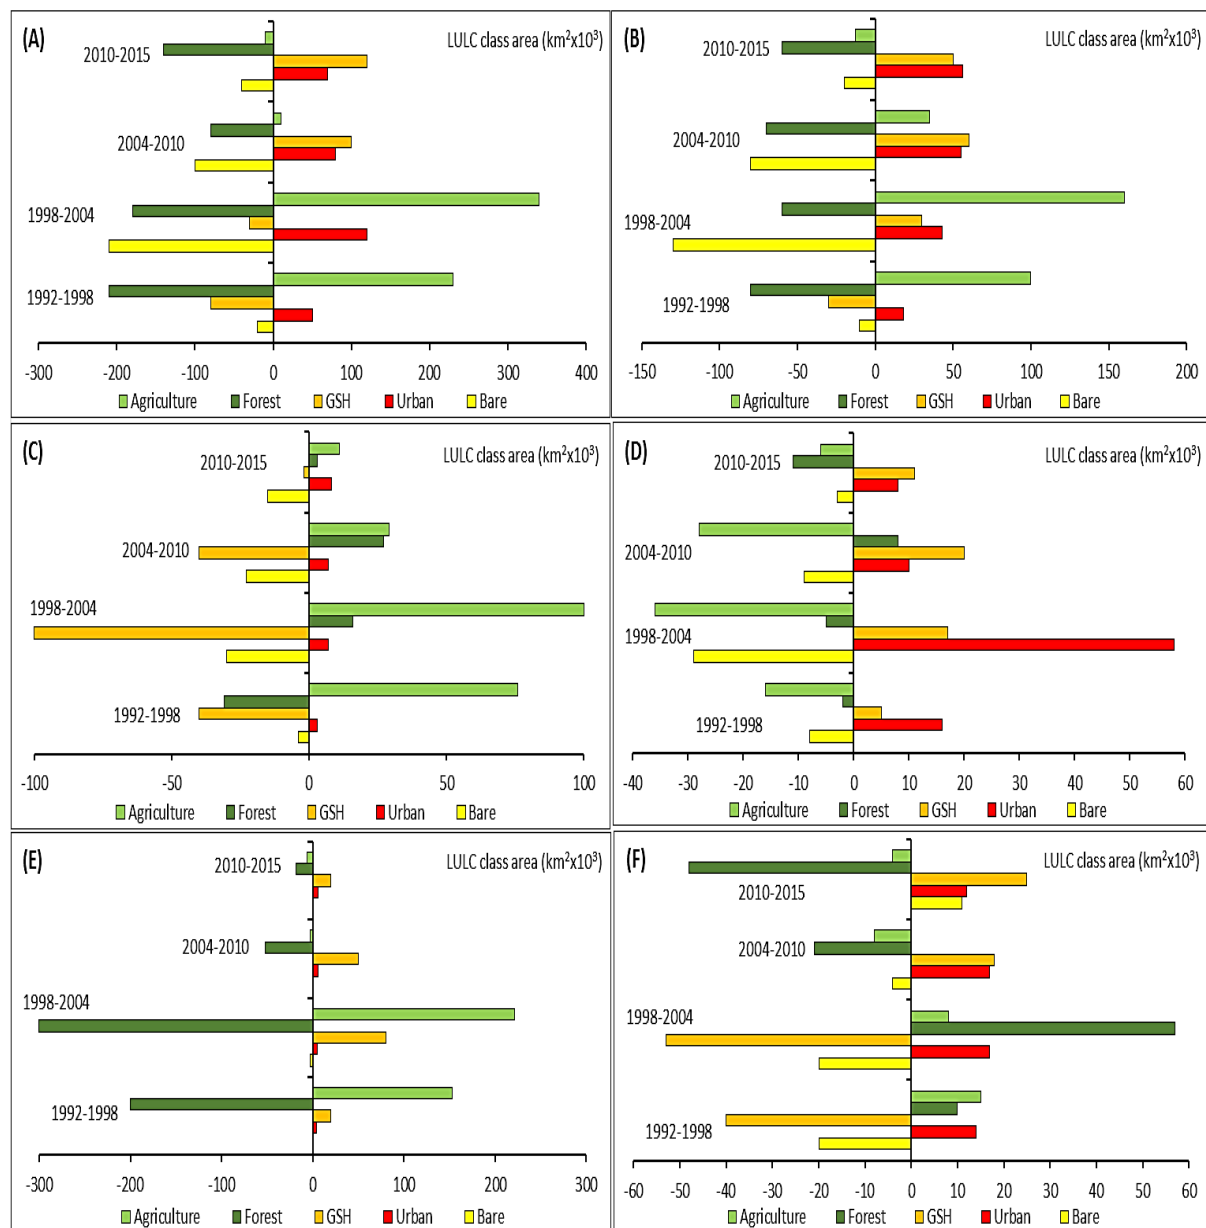 (A)
LULC class area (km²x10³)
2010-2015
2004-2010
1998-2004
1992-1998
-300 -200 -100 0 100 200 300 400
Agriculture Forest GSH Urban Bare
(B)
LULC class area (km²x10³)
2010-2015
2004-2010
1998-2004
1992-1998
-150 -100 -50 0 50 100 150 200
Agriculture Forest GSH Urban Bare
(C)
LULC class area (km²x10³)
2010-2015
2004-2010
1998-2004
1992-1998
-100 -50 0 50 100
Agriculture Forest GSH Urban Bare
(D)
LULC class area (km²x10³)
2010-2015
2004-2010
1998-2004
1992-1998
-40 -30 -20 -10 0 10 20 30 40 50 60
Agriculture Forest GSH Urban Bare
(E)
LULC class area (km²x10³)
2010-2015
2004-2010
1998-2004
1992-1998
-300 -200 -100 0 100 200 300
Agriculture Forest GSH Urban Bare
(F)
LULC class area (km²x10³)
2010-2015
2004-2010
1998-2004
1992-1998
-60 -50 -40 -30 -20 -10 0 10 20 30 40 50 60
Agriculture Forest GSH Urban Bare